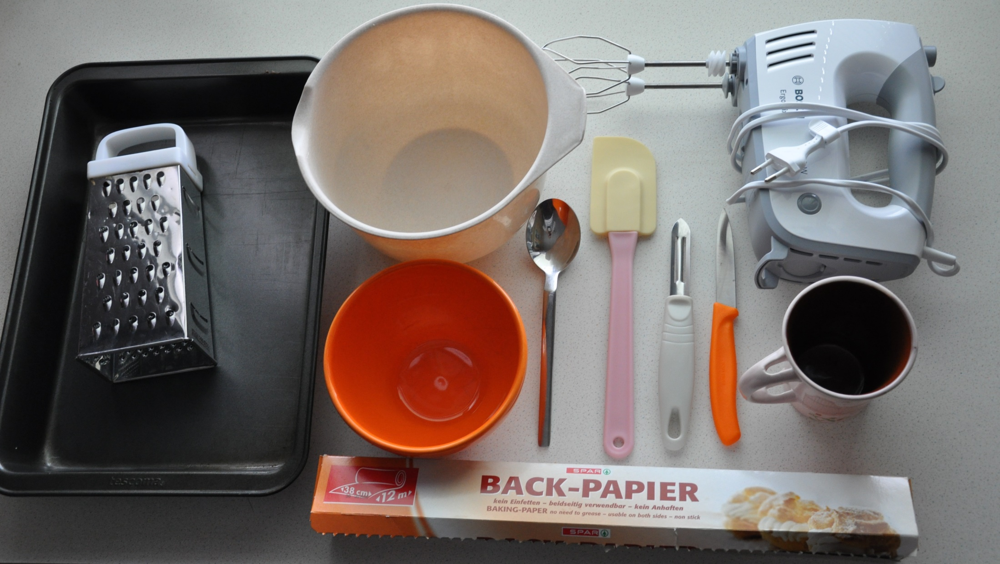 tescoma
SPAR
BACK-PAPIER
kein Einfetten – beidseitig verwendbar – kein Anhaften
BAKING-PAPER no need to grease – usable on both sides – non stick
38 cm
12 m
SPAR